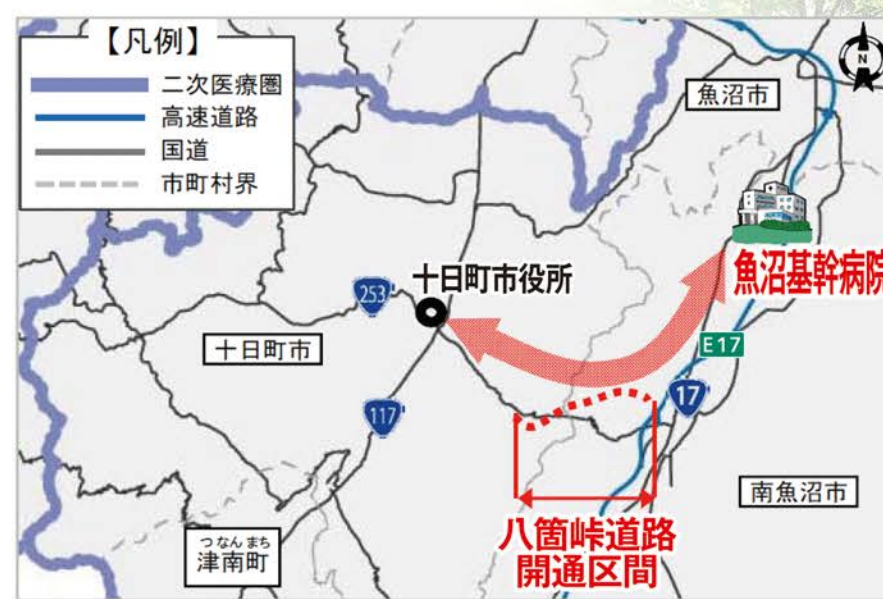 【凡例】
二次医療圏
高速道路
国道
市町村界
N
魚沼市
魚沼基幹病院
十日町市役所
253
十日町市
E17
17
117
南魚沼市
つなんまち
津南町
八箇峠道路
開通区間